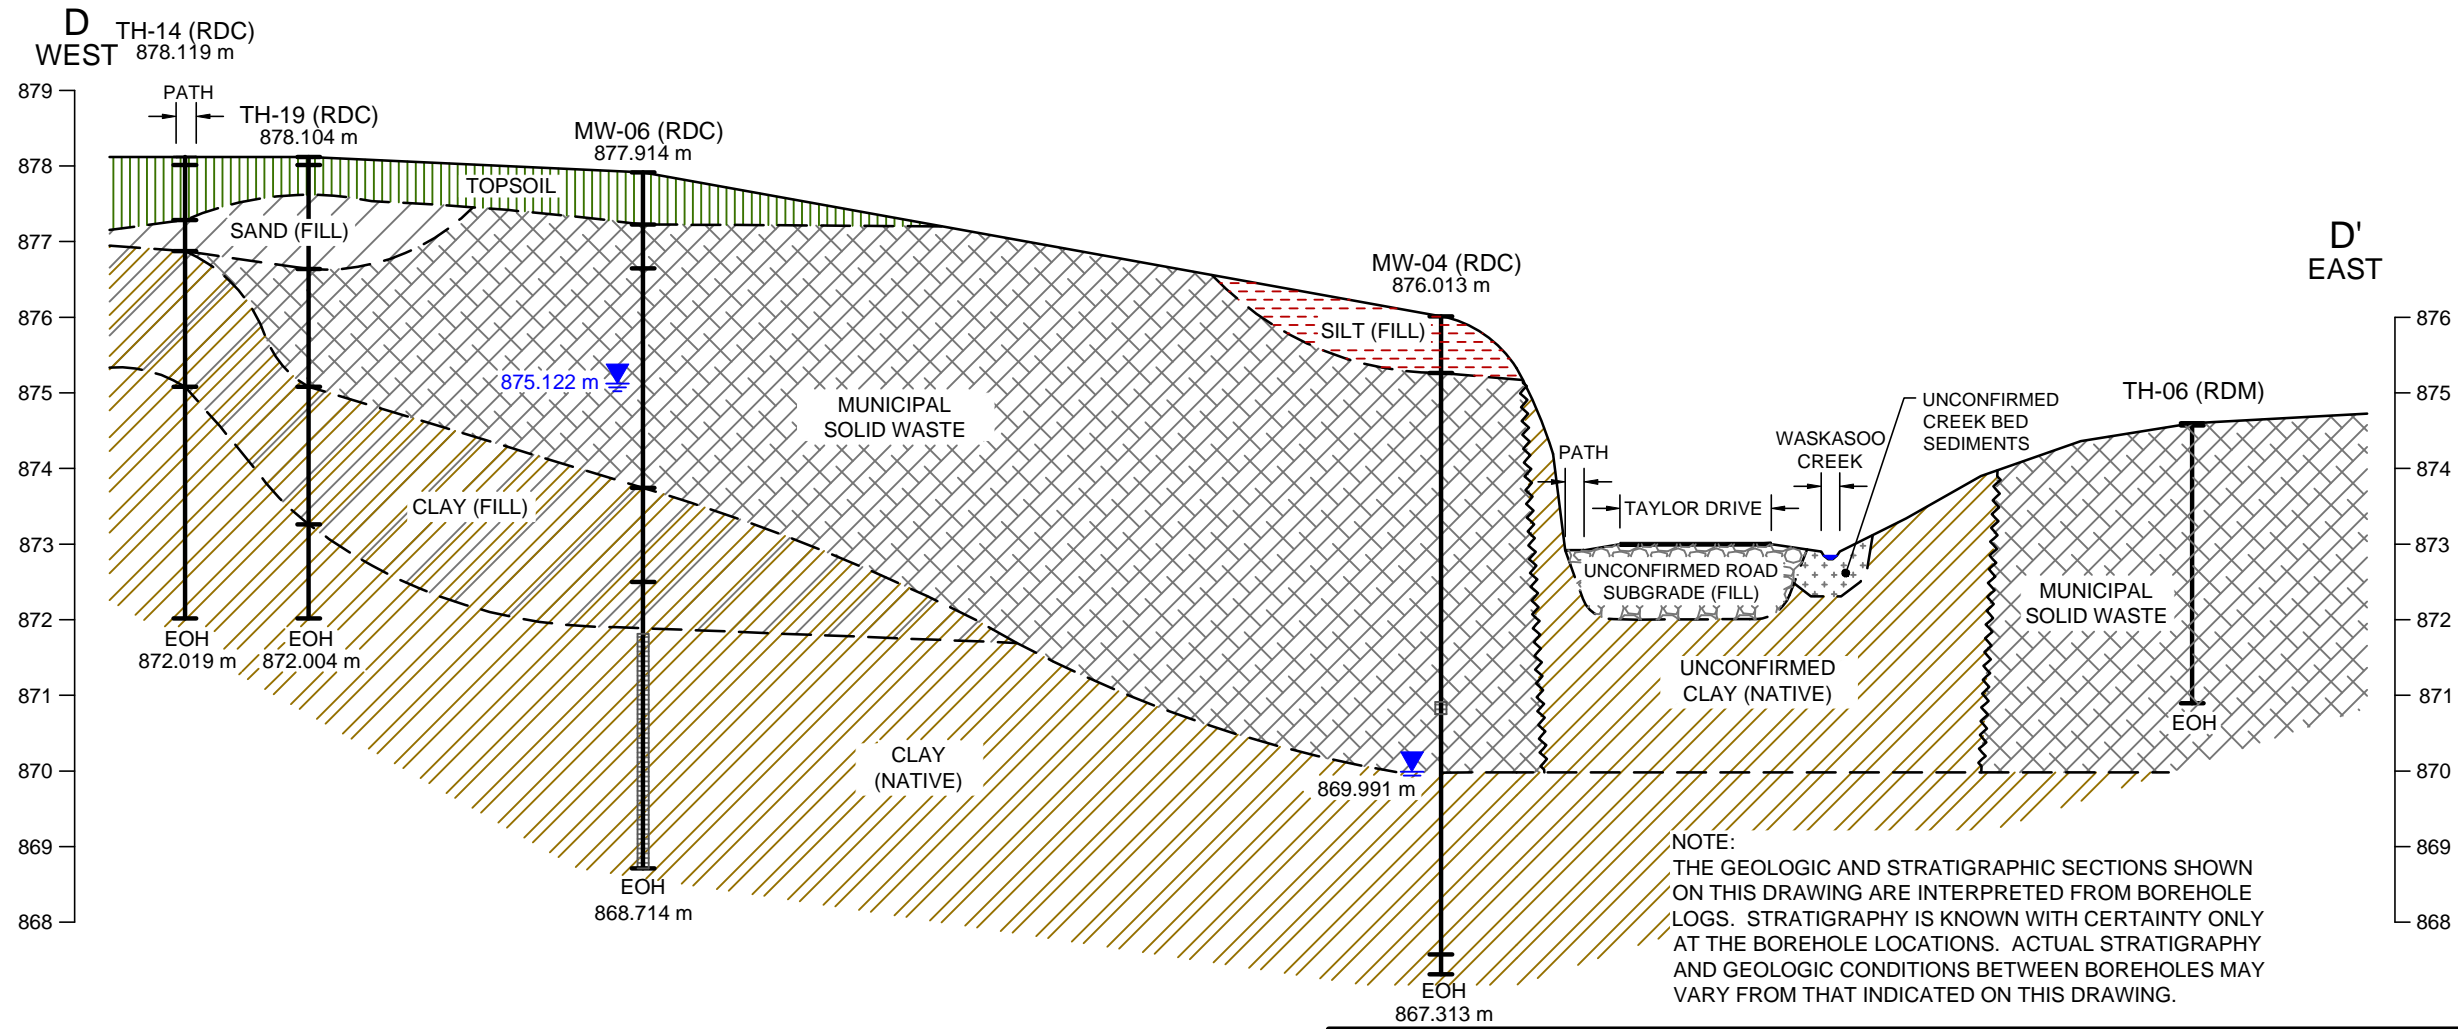 D
WEST
TH-14 (RDC)
878.119 m
PATH
TH-19 (RDC)
878.104 m
MW-06 (RDC)
877.914 m
MW-04 (RDC)
876.013 m
D'
EAST
TH-06 (RDM)
879
878
877
876
875
874
873
872
871
870
869
868
TOPSOIL
SAND (FILL)
SILT (FILL)
875.122 m
MUNICIPAL
SOLID WASTE
CLAY (FILL)
PATH
TAYLOR DRIVE
WASKASOO
CREEK
UNCONFIRMED
CREEK BED
SEDIMENTS
UNCONFIRMED ROAD
SUBGRADE (FILL)
MUNICIPAL
SOLID WASTE
UNCONFIRMED
CLAY (NATIVE)
EOH
872.019 m
EOH
872.004 m
CLAY
(NATIVE)
869.991 m
EOH
EOH
868.714 m
EOH
867.313 m
876
875
874
873
872
871
870
869
868
NOTE:
THE GEOLOGIC AND STRATIGRAPHIC SECTIONS SHOWN
ON THIS DRAWING ARE INTERPRETED FROM BOREHOLE
LOGS.  STRATIGRAPHY IS KNOWN WITH CERTAINTY ONLY
AT THE BOREHOLE LOCATIONS.  ACTUAL STRATIGRAPHY
AND GEOLOGIC CONDITIONS BETWEEN BOREHOLES MAY
VARY FROM THAT INDICATED ON THIS DRAWING.